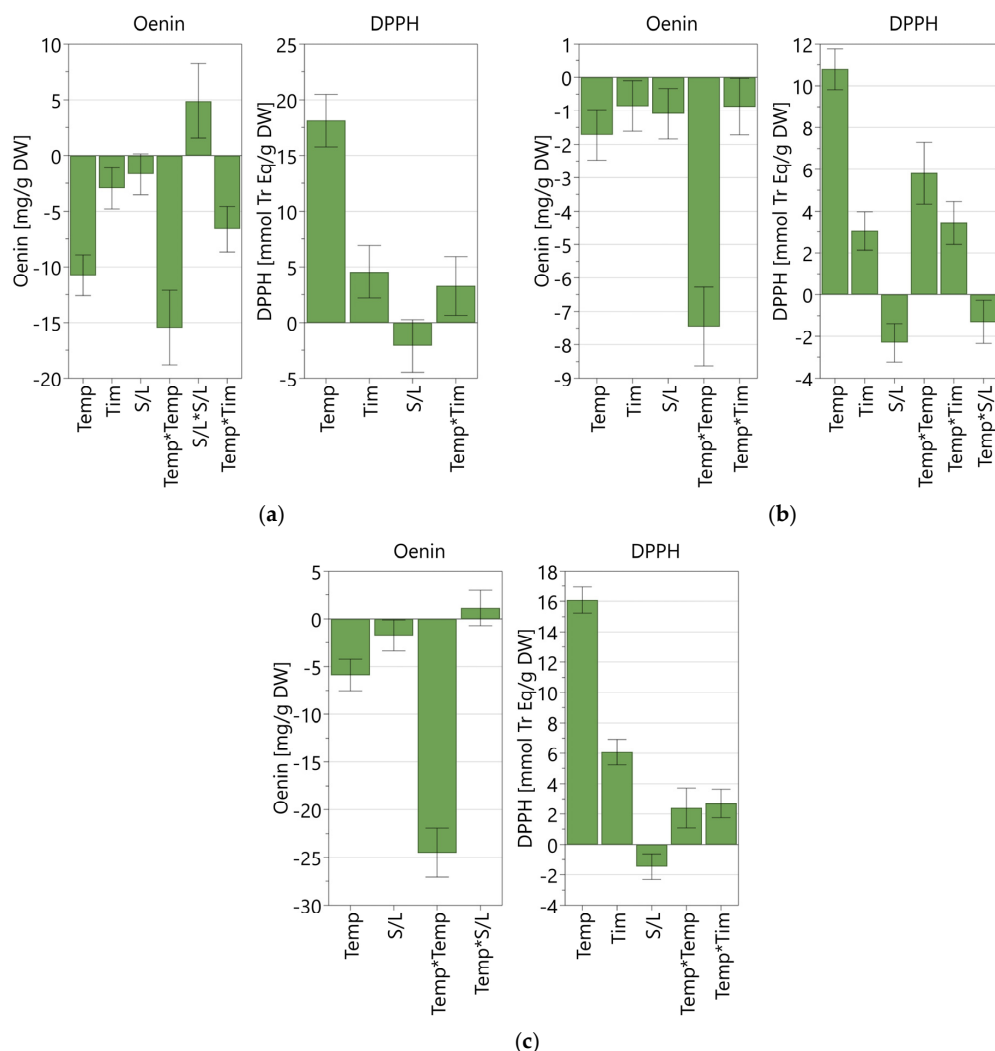 Oenin
DPPH
Oenin [mg/g DW]
10
5
0
-5
-10
-15
-20
Temp
Tim
S/L
Temp*Temp
S/L*S/L
Temp*Tim
DPPH [mmol Tr Eq/g DW]
25
20
15
10
5
0
-5
Temp
Tim
S/L
Temp*Tim
(a)
Oenin
DPPH
Oenin [mg/g DW]
1
0
-1
-2
-3
-4
-5
-6
-7
-8
-9
Temp
Tim
S/L
Temp*Temp
Temp*Tim
DPPH [mmol Tr Eq/g DW]
12
10
8
6
4
2
0
-2
-4
Temp
Tim
S/L
Temp*Temp
Temp*Tim
Temp*S/L
(b)
Oenin
DPPH
Oenin [mg/g DW]
5
0
-5
-10
-15
-20
-25
-30
Temp
S/L
Temp*Temp
Temp*S/L
DPPH [mmol Tr Eq/g DW]
18
16
14
12
10
8
6
4
2
0
-2
-4
Temp
Tim
S/L
Temp*Temp
Temp*Tim
(c)